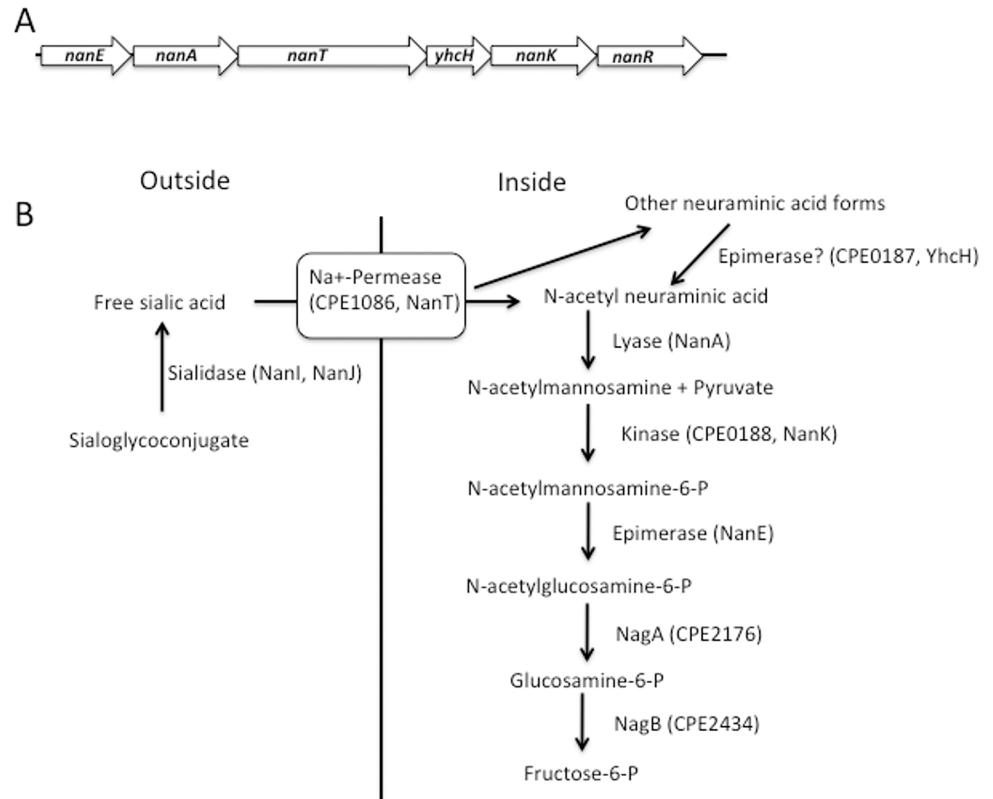 A
nanE nanA nanT yhcH nanK nanR
Outside
Inside
B
Other neuraminic acid forms
Epimerase? (CPE0187, YhcH)
Na+-Permease
(CPE1086, NanT)
Free sialic acid
N-acetyl neuraminic acid
Lyase (NanA)
Sialidase (NanI, NanJ)
N-acetylmannosamine + Pyruvate
Kinase (CPE0188, NanK)
Sialoglycoconjugate
N-acetylmannosamine-6-P
Epimerase (NanE)
N-acetylglucosamine-6-P
NagA (CPE2176)
Glucosamine-6-P
NagB (CPE2434)
Fructose-6-P